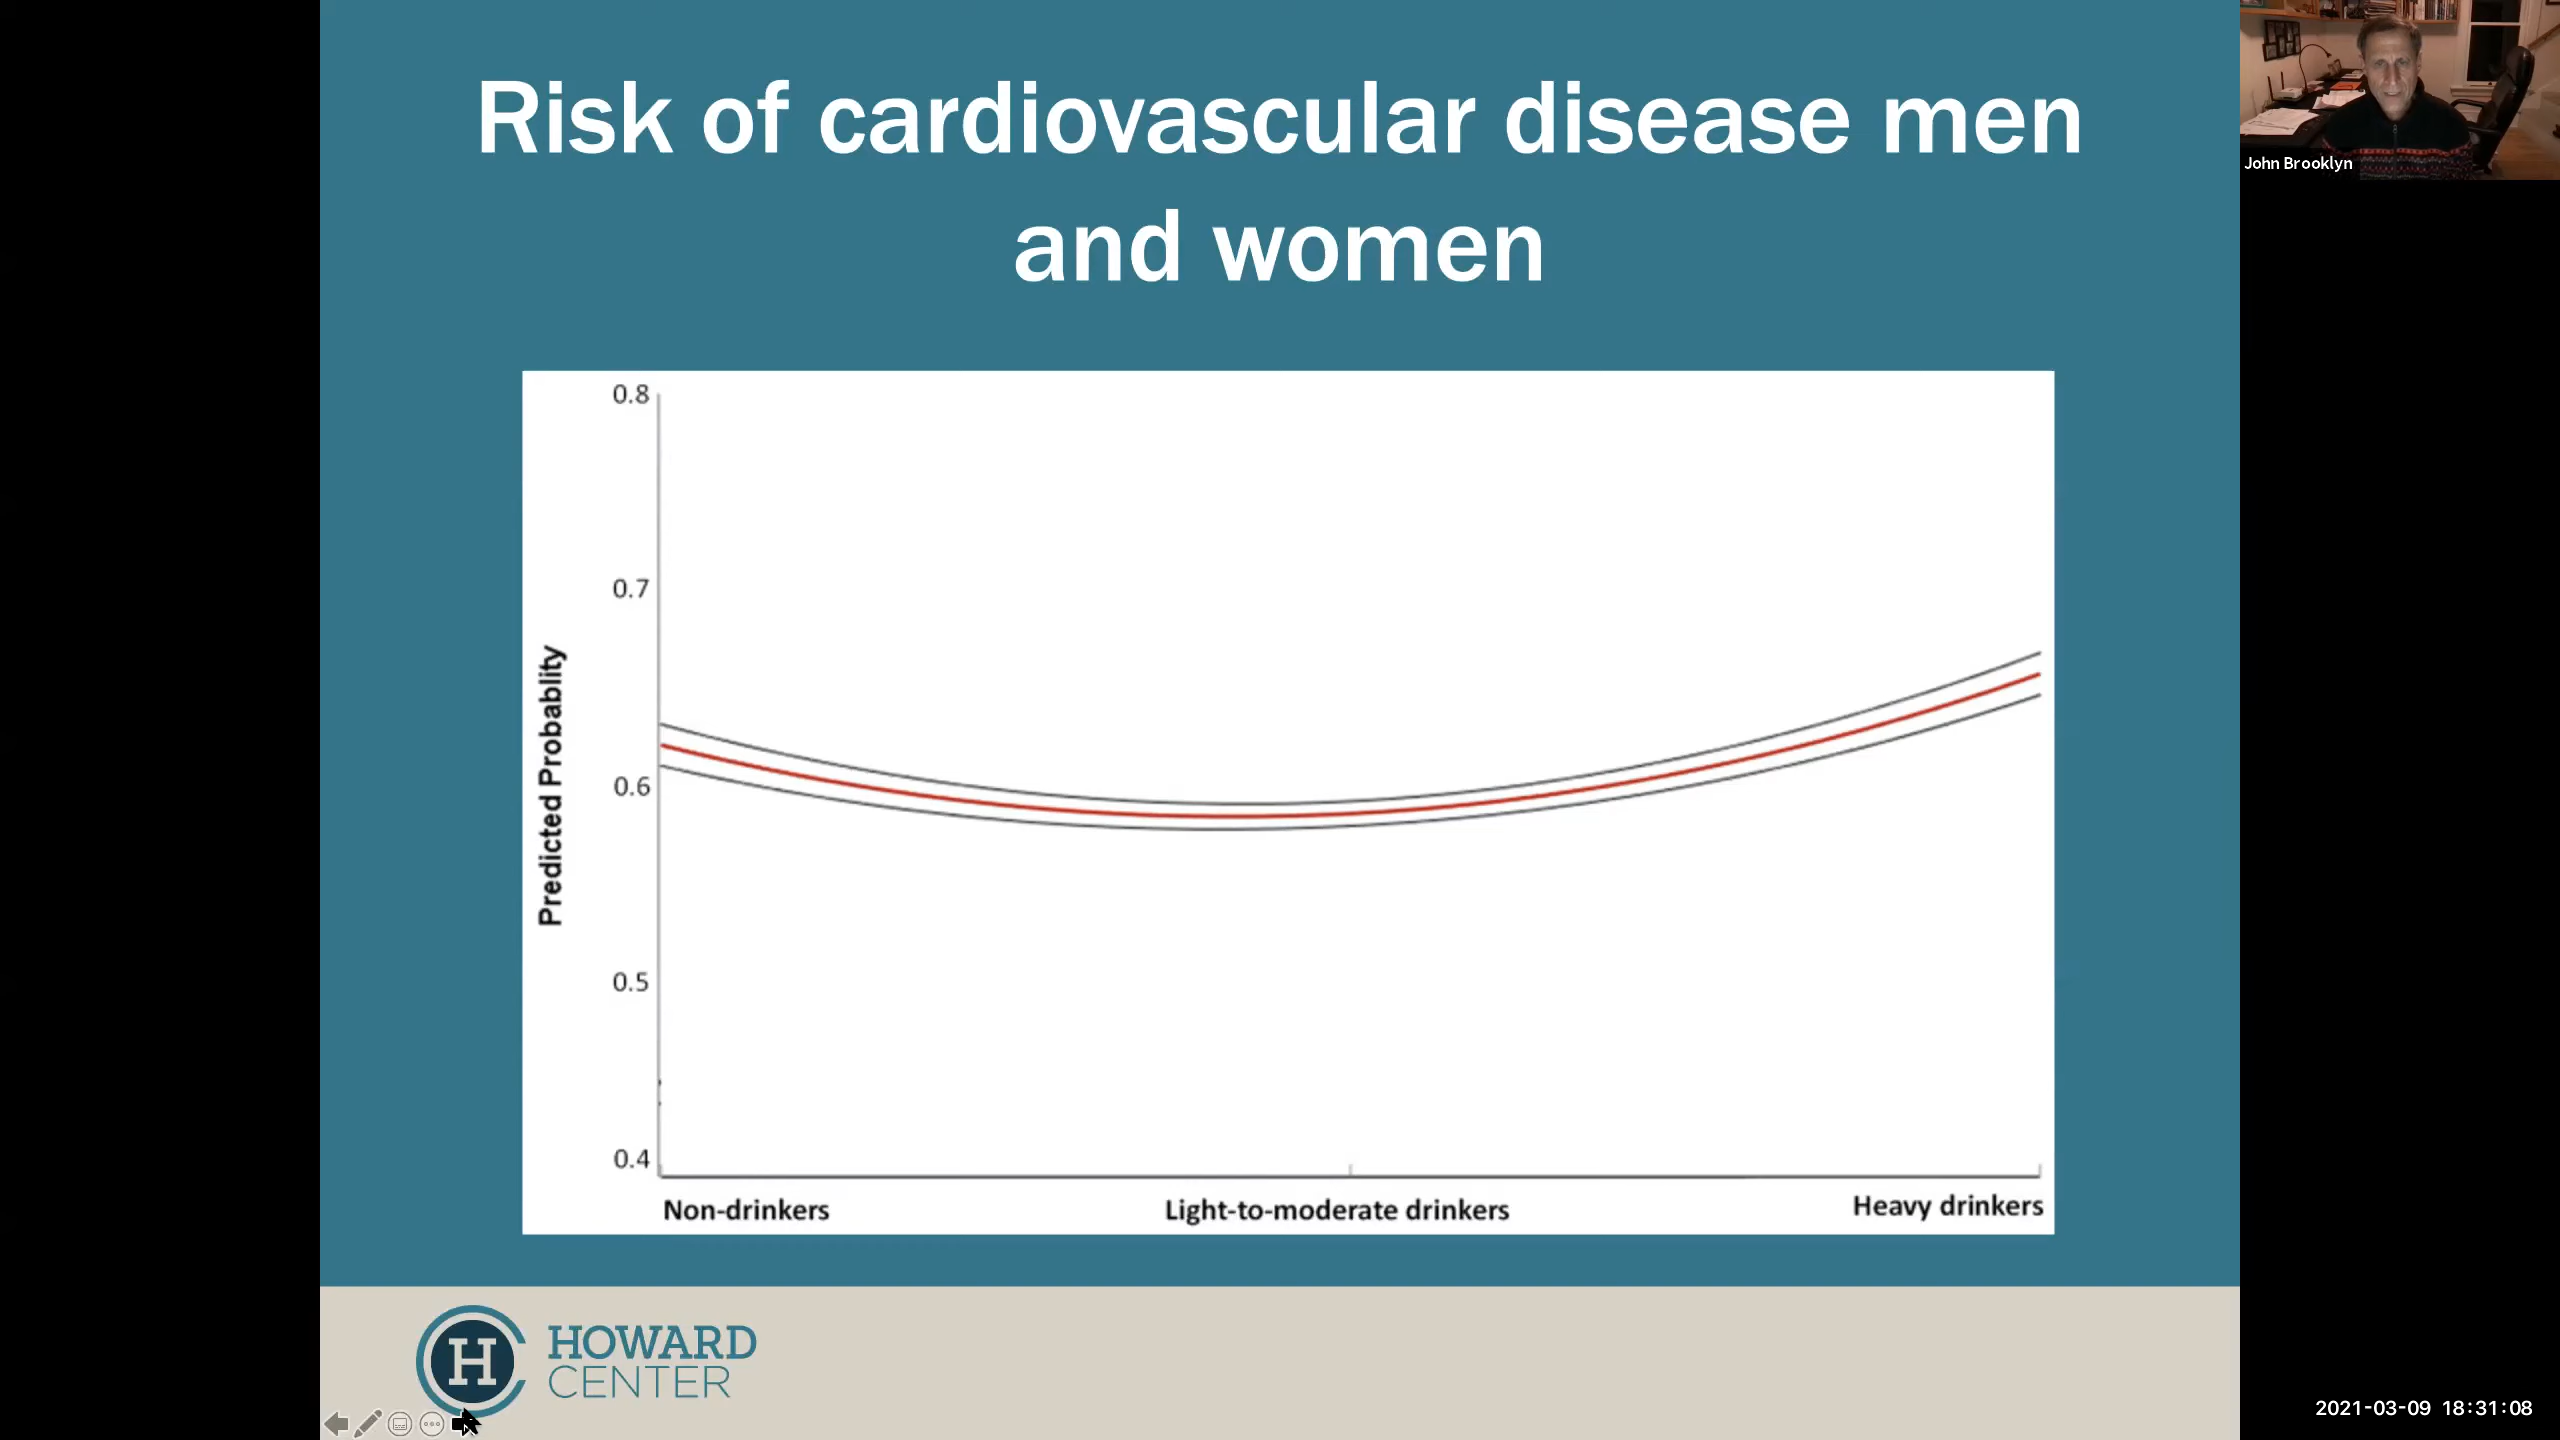 Risk of cardiovascular disease men
and women
John Brooklyn
0.8
0.7
0.6
0.5
0.4
Predicted Probablity
Non-drinkers
Light-to-moderate drinkers
Heavy drinkers
H
HOWARD
CENTER
2021-03-09 18:31:08